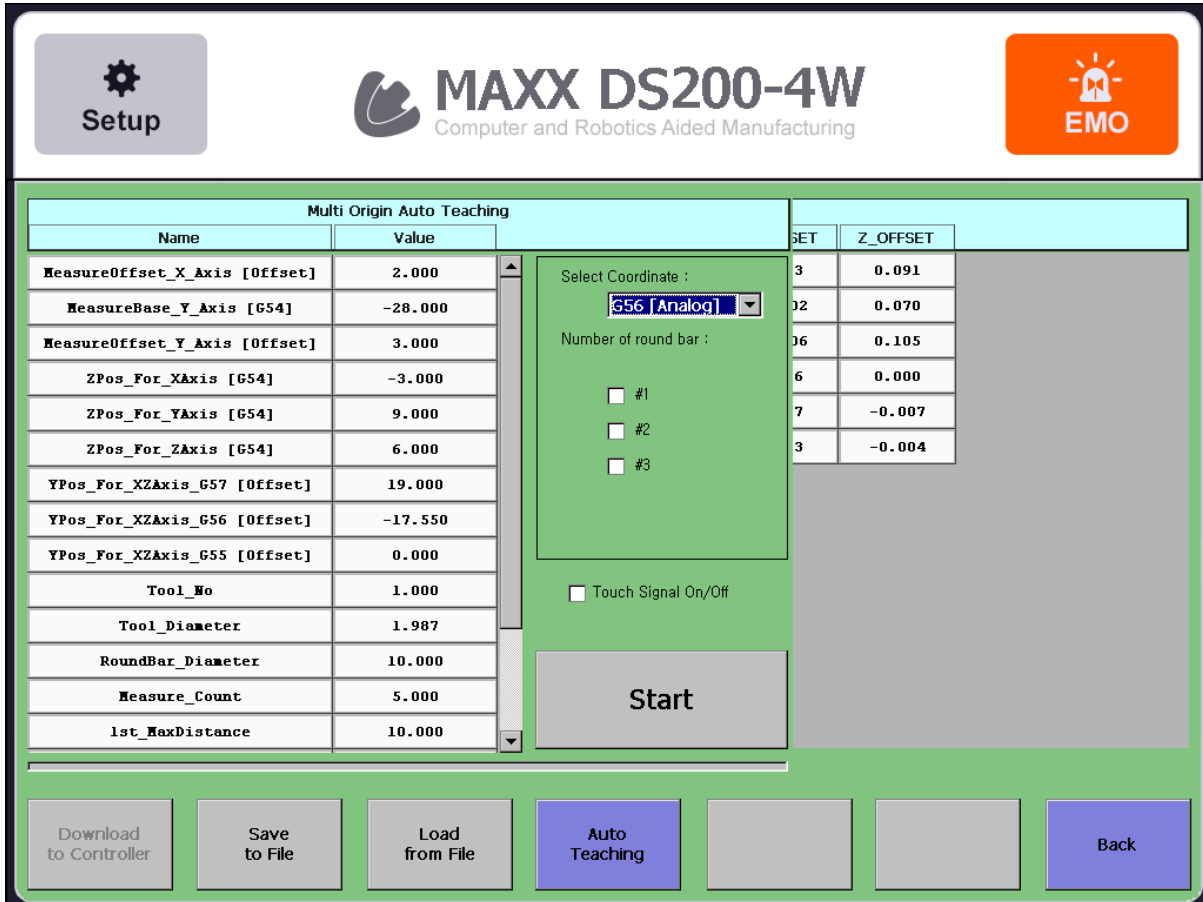 Setup
MAXX DS200-4W
Computer and Robotics Aided Manufacturing
EMO
Multi Origin Auto Teaching
Name Value
MeasureOffset_X_Axis [Offset] 2.000
MeasureBase_Y_Axis [G54] -28.000
MeasureOffset_Y_Axis [Offset] 3.000
ZPos_For_XAxis [G54] -3.000
ZPos_For_YAxis [G54] 9.000
ZPos_For_ZAxis [G54] 6.000
YPos_For_XZAxis_G57 [Offset] 19.000
YPos_For_XZAxis_G56 [Offset] -17.550
YPos_For_XZAxis_G55 [Offset] 0.000
Tool_No 1.000
Tool_Diameter 1.987
RoundBar_Diameter 10.000
Measure_Count 5.000
1st_MaxDistance 10.000
Select Coordinate :
G56 [Analog]
Number of round bar :
#1
#2
#3
Touch Signal On/Off
Start
SET Z_OFFSET
3 0.091
02 0.070
06 0.105
6 0.000
7 -0.007
3 -0.004
Download
to Controller
Save
to File
Load
from File
Auto
Teaching
Back